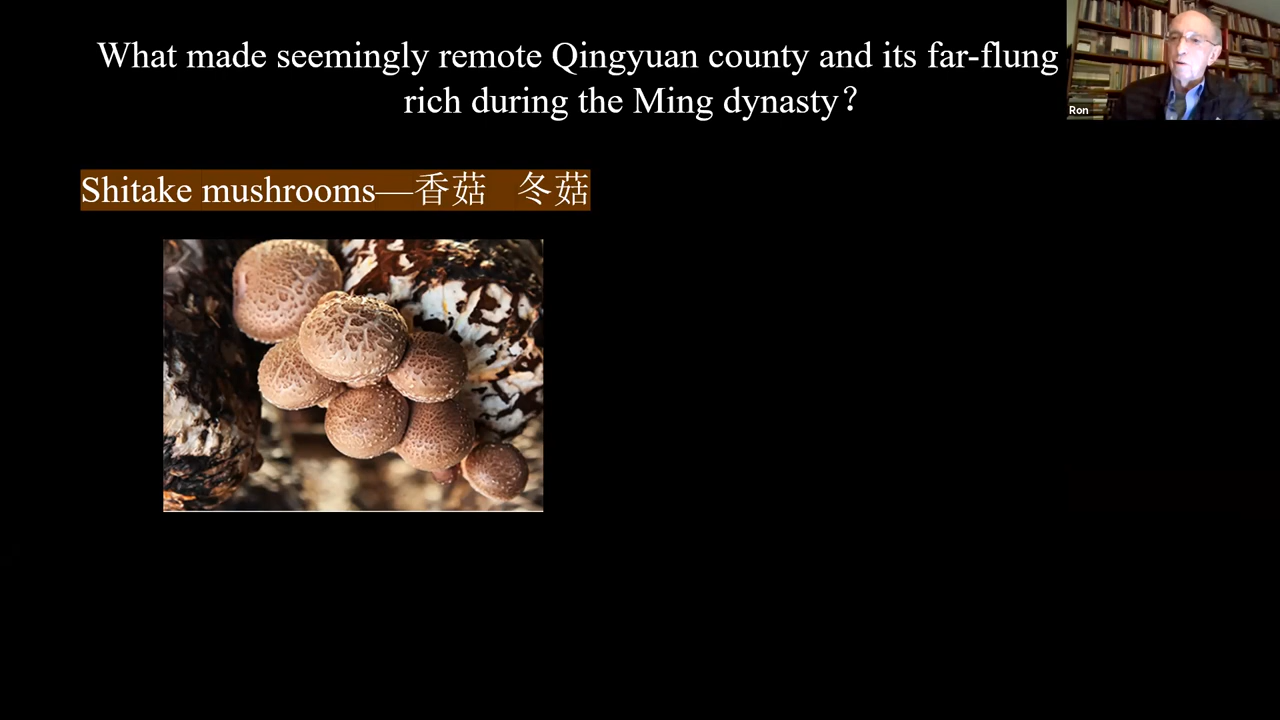 What made seemingly remote Qingyuan county and its far-flung
rich during the Ming dynasty？
Ron
Shitake mushrooms—香菇 冬菇